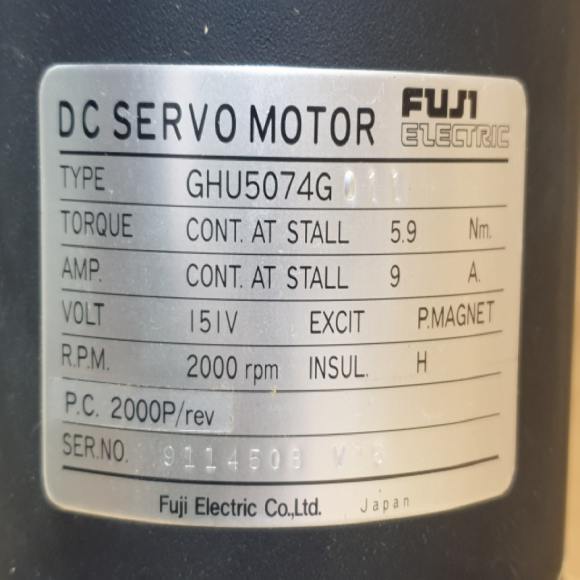 DC SERVO MOTOR FUJI ELECTRIC
TYPE GHU5074G 011
TORQUE CONT. AT STALL 5.9 Nm.
AMP. CONT. AT STALL 9 A.
VOLT 151V EXCIT P.MAGNET
R.P.M. 2000 rpm INSUL. H
P.C. 2000P/rev
SER.NO.
Fuji Electric Co.,Ltd. Japan